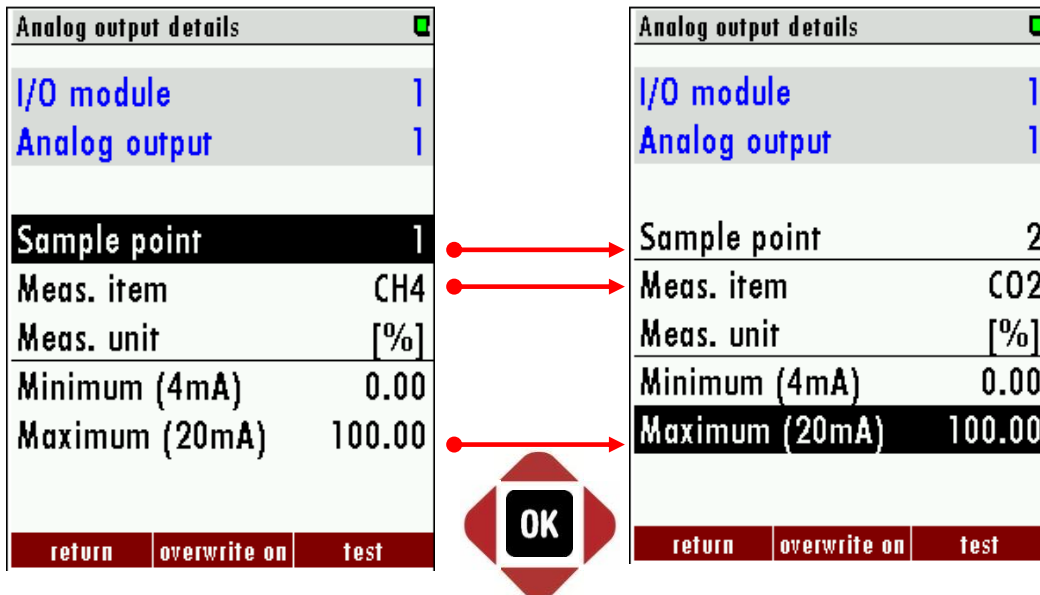 Analog output details
I/O module 1
Analog output 1
Sample point 1
Meas. item CH4
Meas. unit [%]
Minimum (4mA) 0.00
Maximum (20mA) 100.00
return overwrite on test
OK
Analog output details
I/O module 1
Analog output 1
Sample point 2
Meas. item CO2
Meas. unit [%]
Minimum (4mA) 0.00
Maximum (20mA) 100.00
return overwrite on test